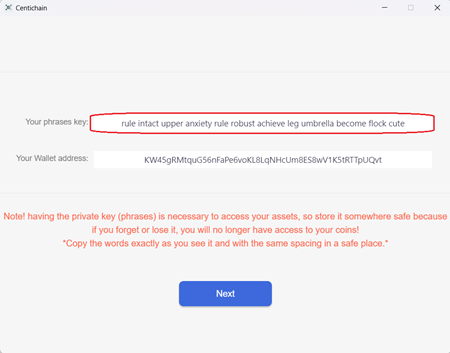 Centichain
Your phrases key: rule intact upper anxiety rule robust achieve leg umbrella become flock cute
Your Wallet address: KW45gRMtquG56nFaPe6voKL8LqNHcUm8ES8wV1K5tRTTpUQvt
Note! having the private key (phrases) is necessary to access your assets, so store it somewhere safe because
if you forget or lose it, you will no longer have access to your coins!
*Copy the words exactly as you see it and with the same spacing in a safe place.*
Next